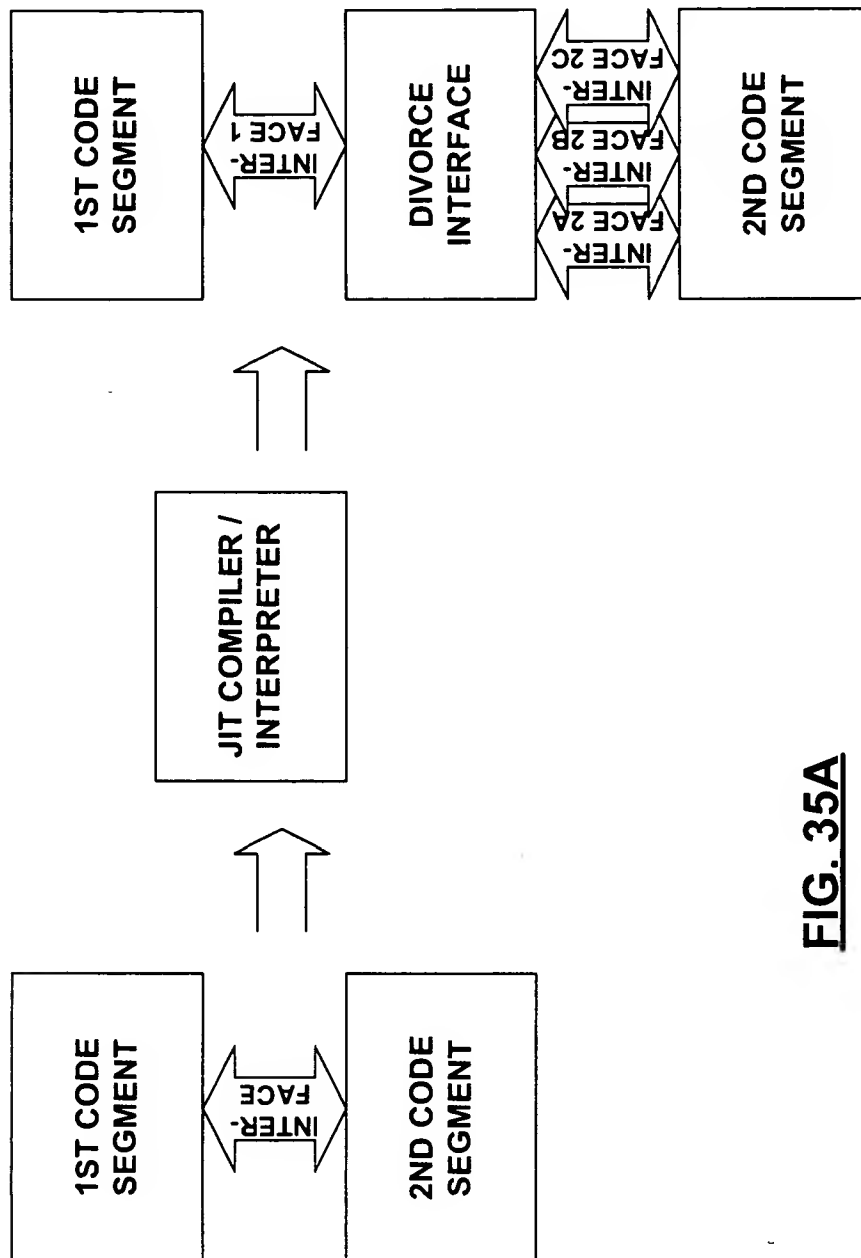 1ST CODE
SEGMENT
INTER-
FACE
2ND CODE
SEGMENT
JIT COMPILER /
INTERPRETER
1ST CODE
SEGMENT
INTER-
FACE 1
DIVORCE
INTERFACE
INTER-
FACE 2A
INTER-
FACE 2B
INTER-
FACE 2C
2ND CODE
SEGMENT
FIG. 35A